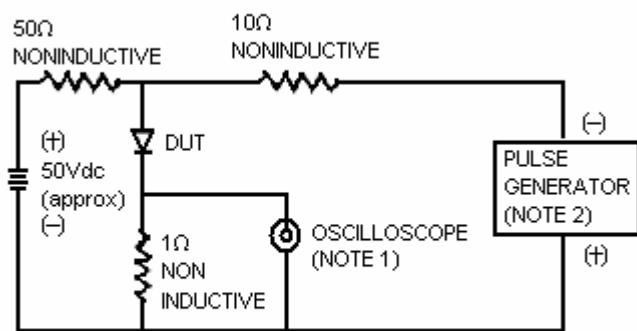 50Ω
NONINDUCTIVE
10Ω
NONINDUCTIVE
(+)
50Vdc
(approx)
(−)
DUT
1Ω
NON
INDUCTIVE
OSCILLOSCOPE
(NOTE 1)
(−)
PULSE
GENERATOR
(NOTE 2)
(+)